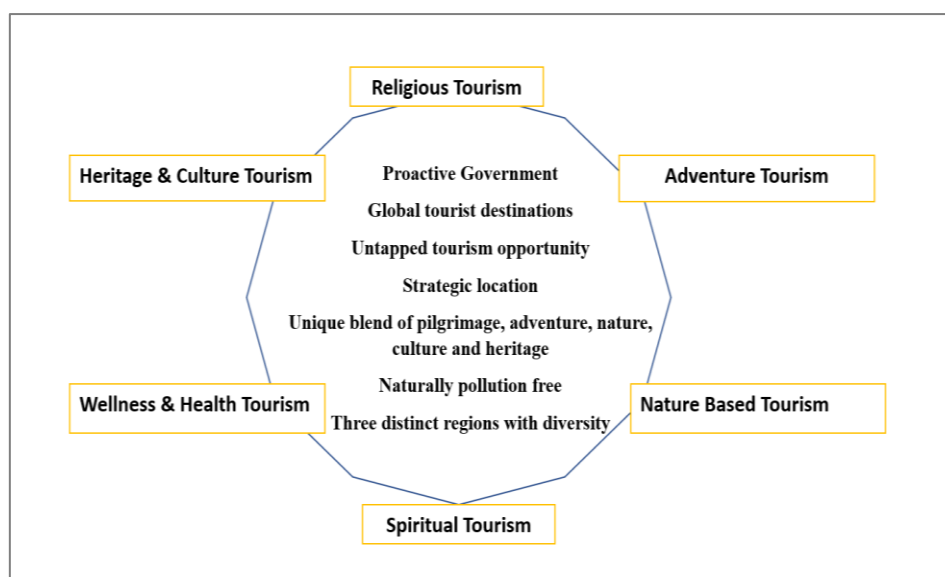 Religious Tourism
Heritage & Culture Tourism
Adventure Tourism
Proactive Government
Global tourist destinations
Untapped tourism opportunity
Strategic location
Unique blend of pilgrimage, adventure, nature,
culture and heritage
Naturally pollution free
Three distinct regions with diversity
Wellness & Health Tourism
Nature Based Tourism
Spiritual Tourism